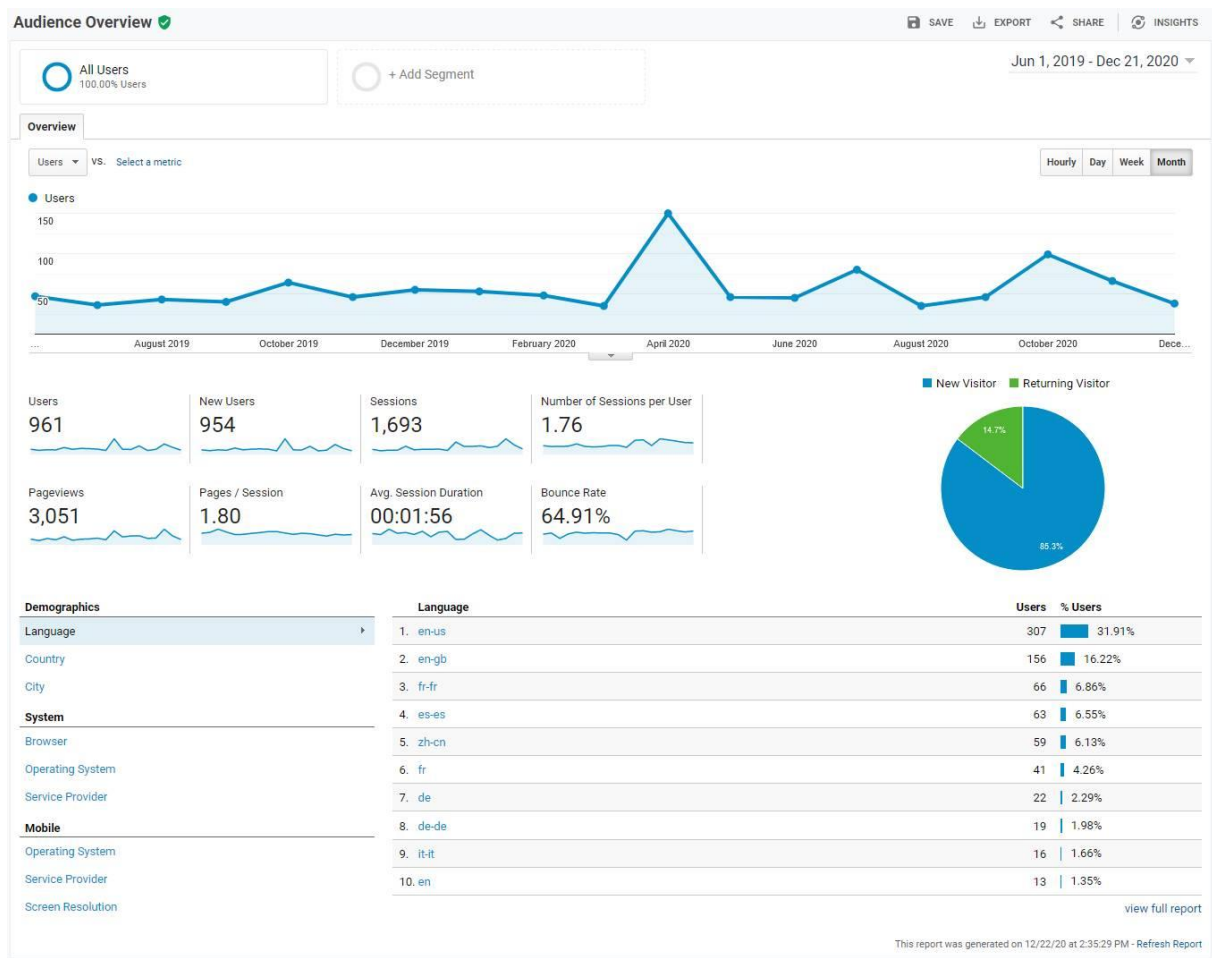 Audience Overview
SAVE EXPORT SHARE INSIGHTS
All Users
100.00% Users
+ Add Segment
Jun 1, 2019 - Dec 21, 2020
Overview
Users VS. Select a metric
Hourly Day Week Month
Users
150
100
50
... August 2019 October 2019 December 2019 February 2020 April 2020 June 2020 August 2020 October 2020 Dece...
New Visitor Returning Visitor
Users New Users Sessions Number of Sessions per User
961 954 1,693 1.76
14.7%
Pageviews Pages / Session Avg. Session Duration Bounce Rate
3,051 1.80 00:01:56 64.91%
85.3%
Demographics
Language
Country
City
System
Browser
Operating System
Service Provider
Mobile
Operating System
Service Provider
Screen Resolution
Language Users % Users
1. en-us 307 31.91%
2. en-gb 156 16.22%
3. fr-fr 66 6.86%
4. es-es 63 6.55%
5. zh-cn 59 6.13%
6. fr 41 4.26%
7. de 22 2.29%
8. de-de 19 1.98%
9. it-it 16 1.66%
10. en 13 1.35%
view full report
This report was generated on 12/22/20 at 2:35:29 PM - Refresh Report